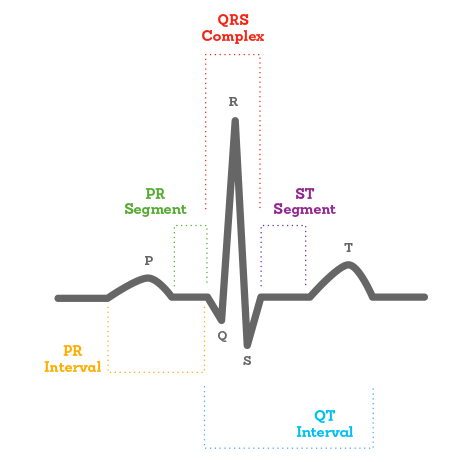 QRS
Complex
R
PR
Segment
ST
Segment
P
T
Q
S
PR
Interval
QT
Interval